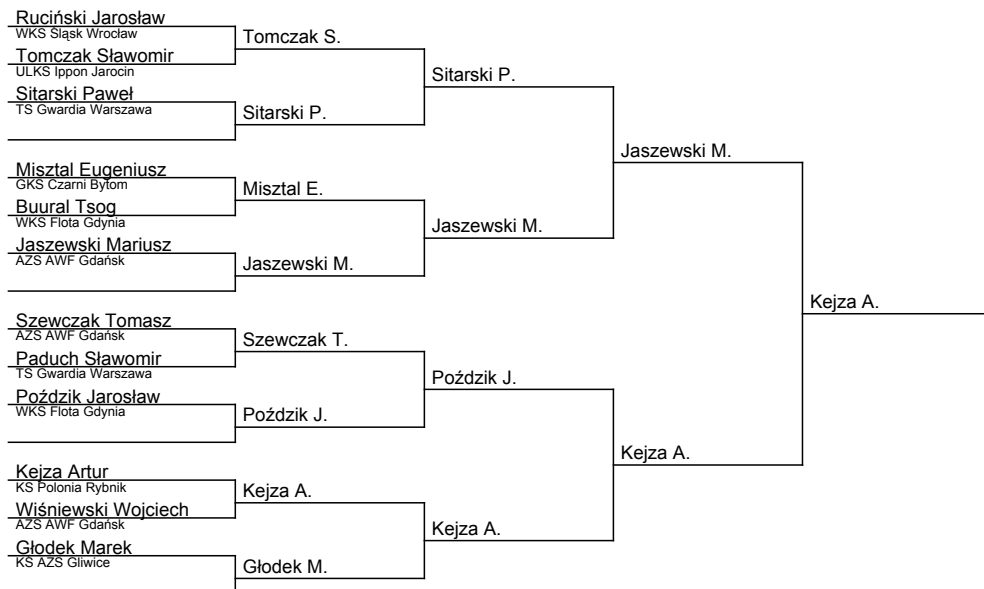 Ruciński Jarosław
WKS Śląsk Wrocław
Tomczak Sławomir
ULKS Ippon Jarocin
Sitarski Paweł
TS Gwardia Warszawa
Misztal Eugeniusz
GKS Czarni Bytom
Buural Tsog
WKS Flota Gdynia
Jaszewski Mariusz
AZS AWF Gdańsk
Szewczak Tomasz
AZS AWF Gdańsk
Paduch Sławomir
TS Gwardia Warszawa
Poździk Jarosław
WKS Flota Gdynia
Kejza Artur
KS Polonia Rybnik
Wiśniewski Wojciech
AZS AWF Gdańsk
Głodek Marek
KS AZS Gliwice
Tomczak S.
Sitarski P.
Misztal E.
Jaszewski M.
Szewczak T.
Poździk J.
Kejza A.
Głodek M.
Sitarski P.
Jaszewski M.
Poździk J.
Kejza A.
Jaszewski M.
Kejza A.
Kejza A.